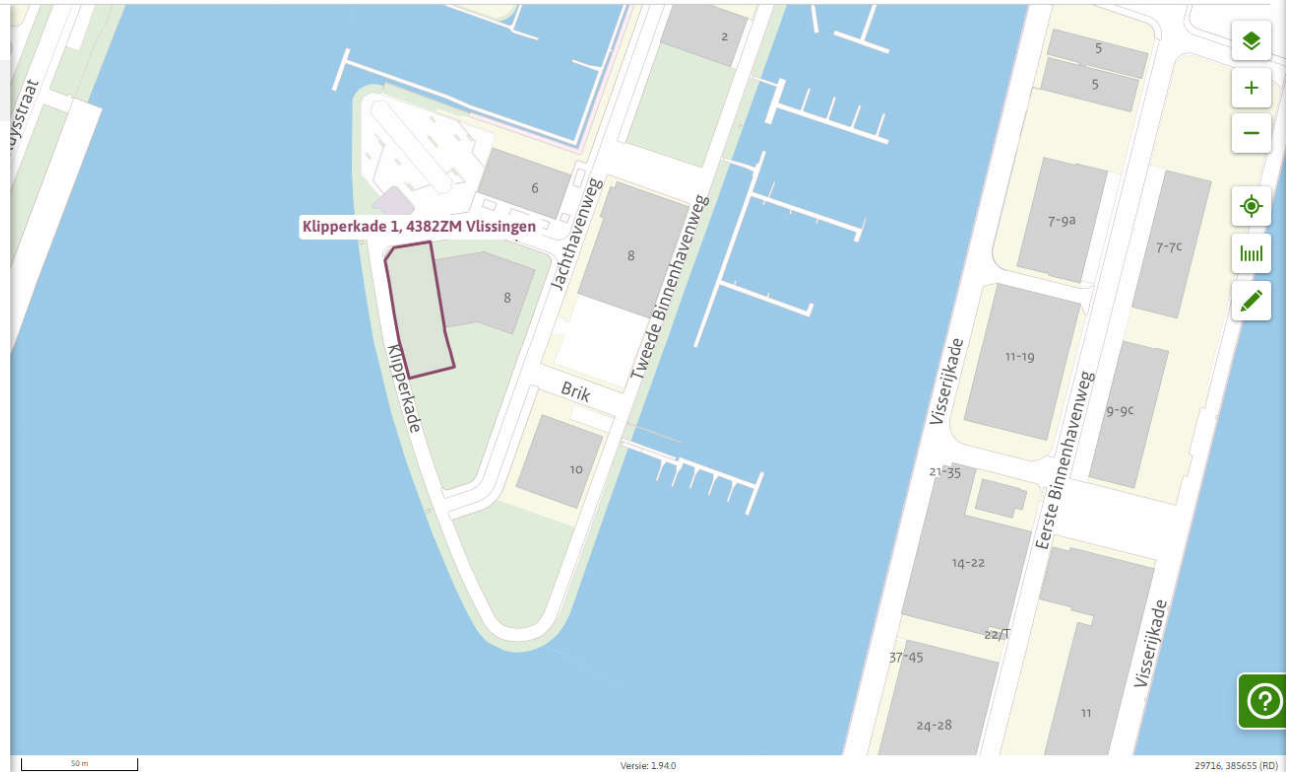 2
5
5
uysstraat
6
7-9a
7-7c
Klipperkade 1, 4382ZM Vlissingen
Jachthavenweg
8
8
Tweede Binnenhavenweg
11-19
Visserijkade
Klipperkade
Brik
9-9c
Eerste Binnenhavenweg
10
21-35
14-22
22/T
37-45
Visserijkade
24-28
11
?
50 m
Versie: 1.94.0
29716, 385655 (RD)